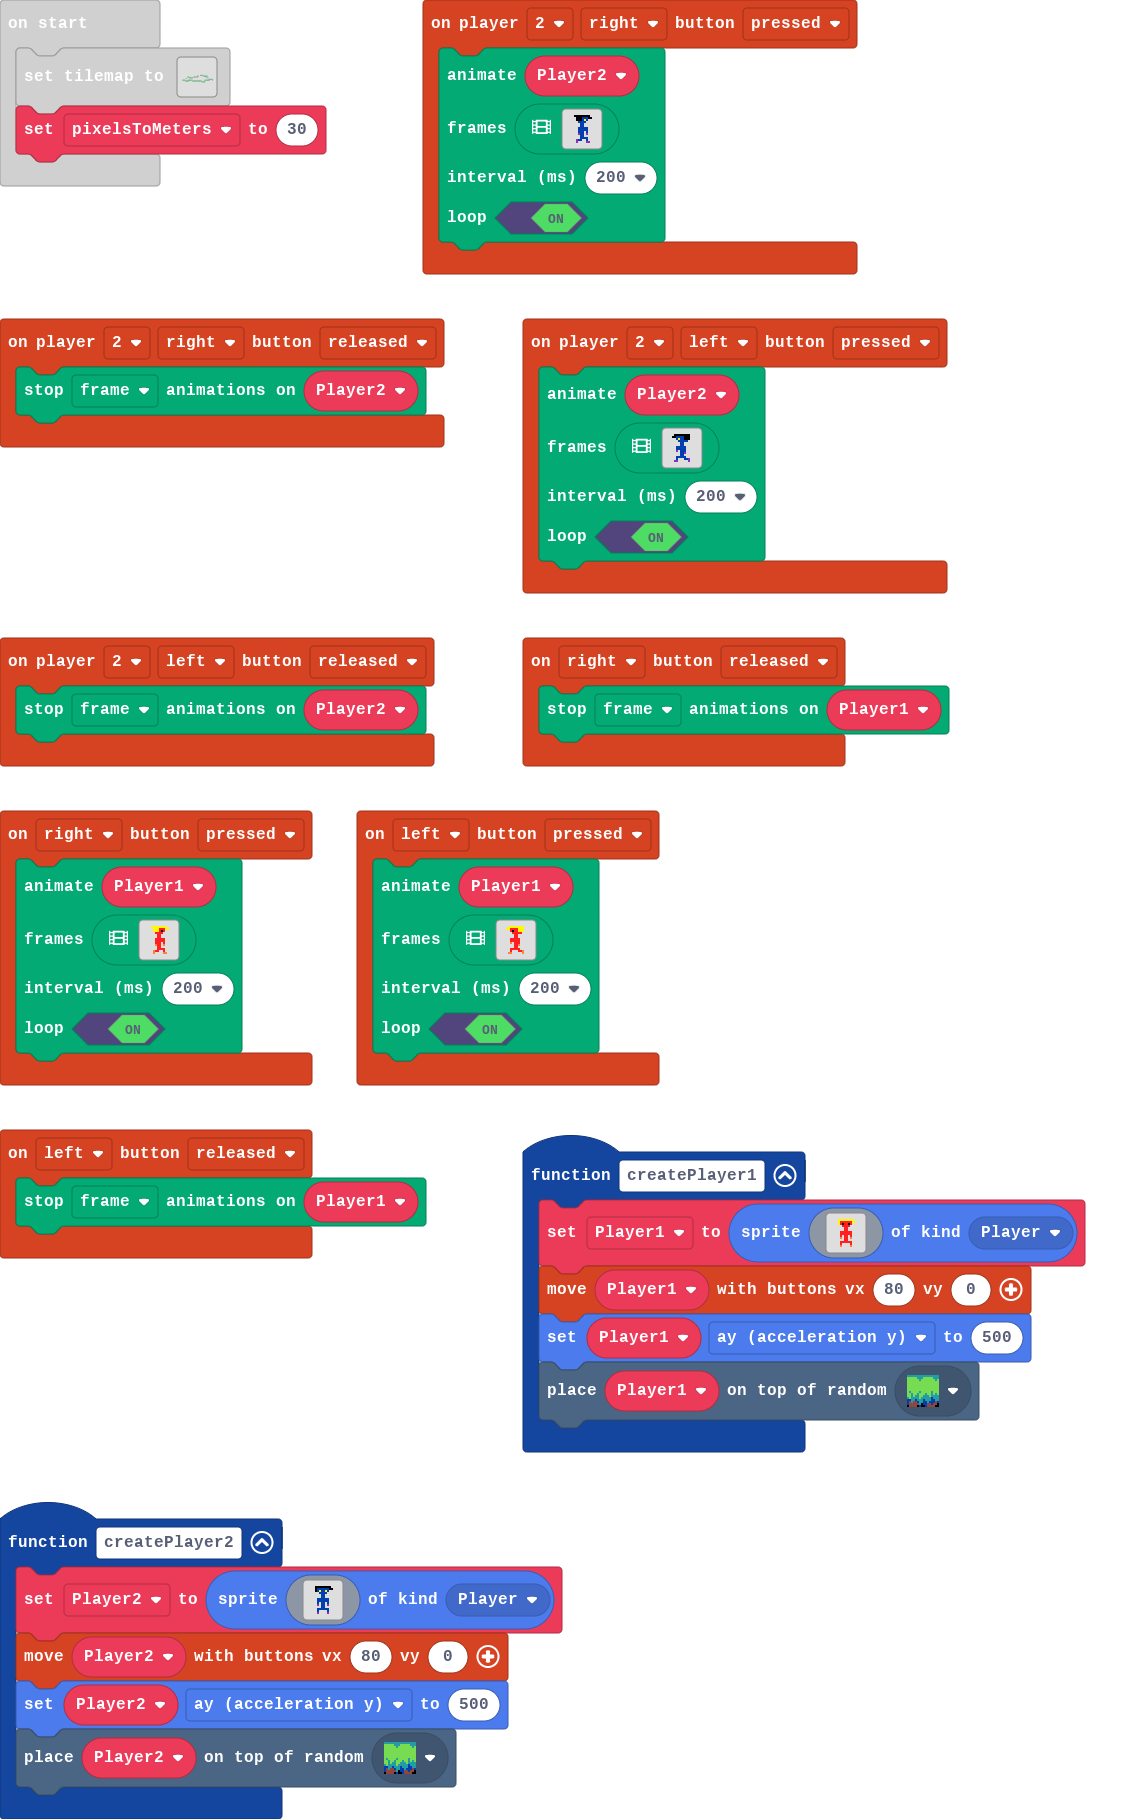 on start
set tilemap to
set pixelsToMeters to 30
on player 2 right button pressed
animate Player2
frames
interval (ms) 200
loop ON
on player 2 right button released
stop frame animations on Player2
on player 2 left button pressed
animate Player2
frames
interval (ms) 200
loop ON
on player 2 left button released
stop frame animations on Player2
on right button released
stop frame animations on Player1
on right button pressed
animate Player1
frames
interval (ms) 200
loop ON
on left button pressed
animate Player1
frames
interval (ms) 200
loop ON
on left button released
stop frame animations on Player1
function createPlayer1
set Player1 to sprite of kind Player
move Player1 with buttons vx 80 vy 0
set Player1 ay (acceleration y) to 500
place Player1 on top of random
function createPlayer2
set Player2 to sprite of kind Player
move Player2 with buttons vx 80 vy 0
set Player2 ay (acceleration y) to 500
place Player2 on top of random